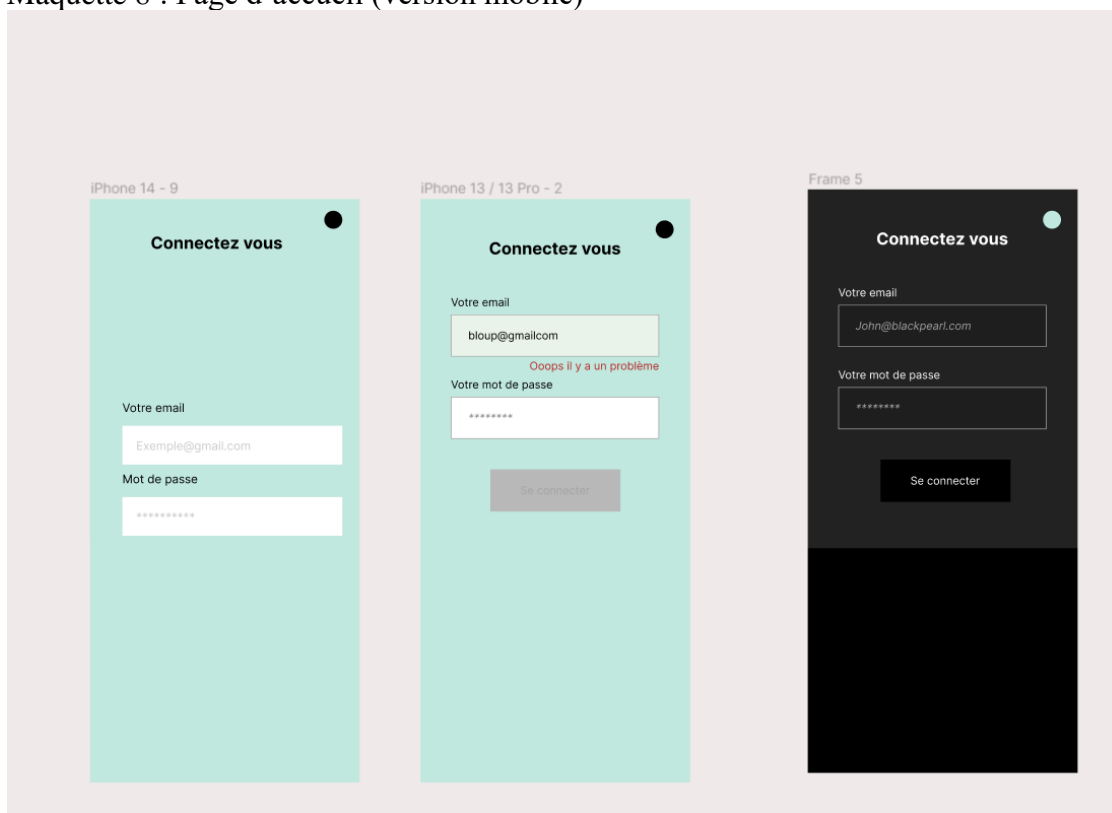 Maquette 8 : Page d'accueil (version mobile)
iPhone 14 - 9
Connectez vous
Votre email
Exemple@gmail.com
Mot de passe
**********
iPhone 13 / 13 Pro - 2
Connectez vous
Votre email
bloup@gmailcom
Ooops il y a un problème
Votre mot de passe
********
Se connecter
Frame 5
Connectez vous
Votre email
John@blackpearl.com
Votre mot de passe
********
Se connecter